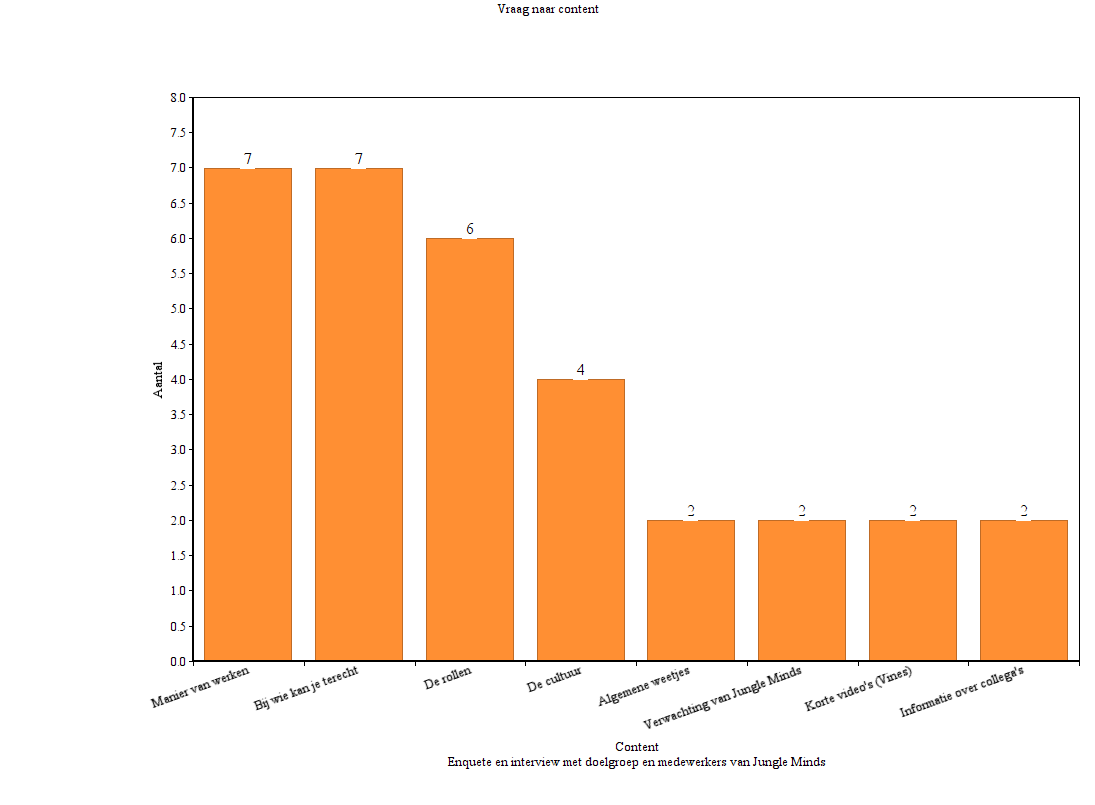 Vraag naar content
8.0
7.5
7.0
6.5
6.0
5.5
5.0
4.5
4.0
3.5
3.0
2.5
2.0
1.5
1.0
0.5
0.0
Aantal
7
7
6
4
2
2
2
2
Manier van werken
Bij wie kan je terecht
De rollen
De cultuur
Algemene weetjes
Verwachting van Jungle Minds
Korte video's (Vines)
Informatie over collega's
Content
Enquete en interview met doelgroep en medewerkers van Jungle Minds